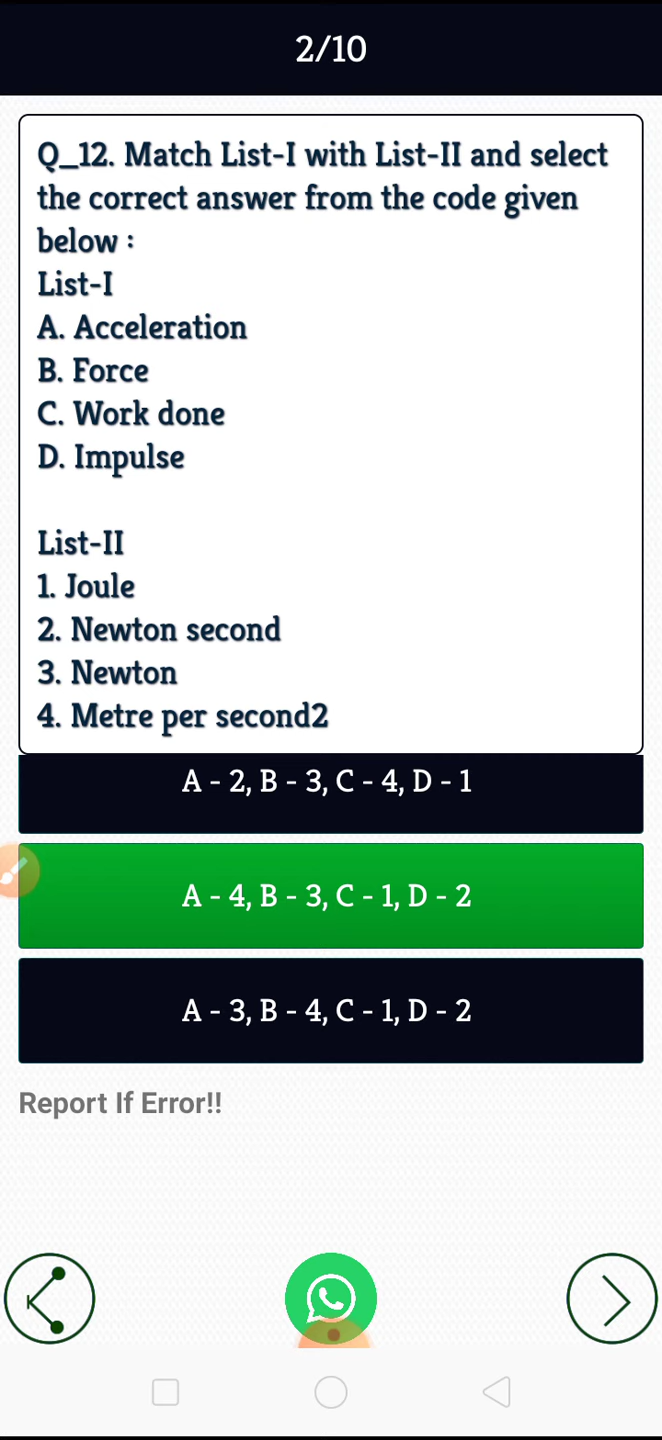 2/10
Q_12. Match List-I with List-II and select
the correct answer from the code given
below :
List-I
A. Acceleration
B. Force
C. Work done
D. Impulse
List-II
1. Joule
2. Newton second
3. Newton
4. Metre per second2
A - 2, B - 3, C - 4, D - 1
A - 4, B - 3, C - 1, D - 2
A - 3, B - 4, C - 1, D - 2
Report If Error!!